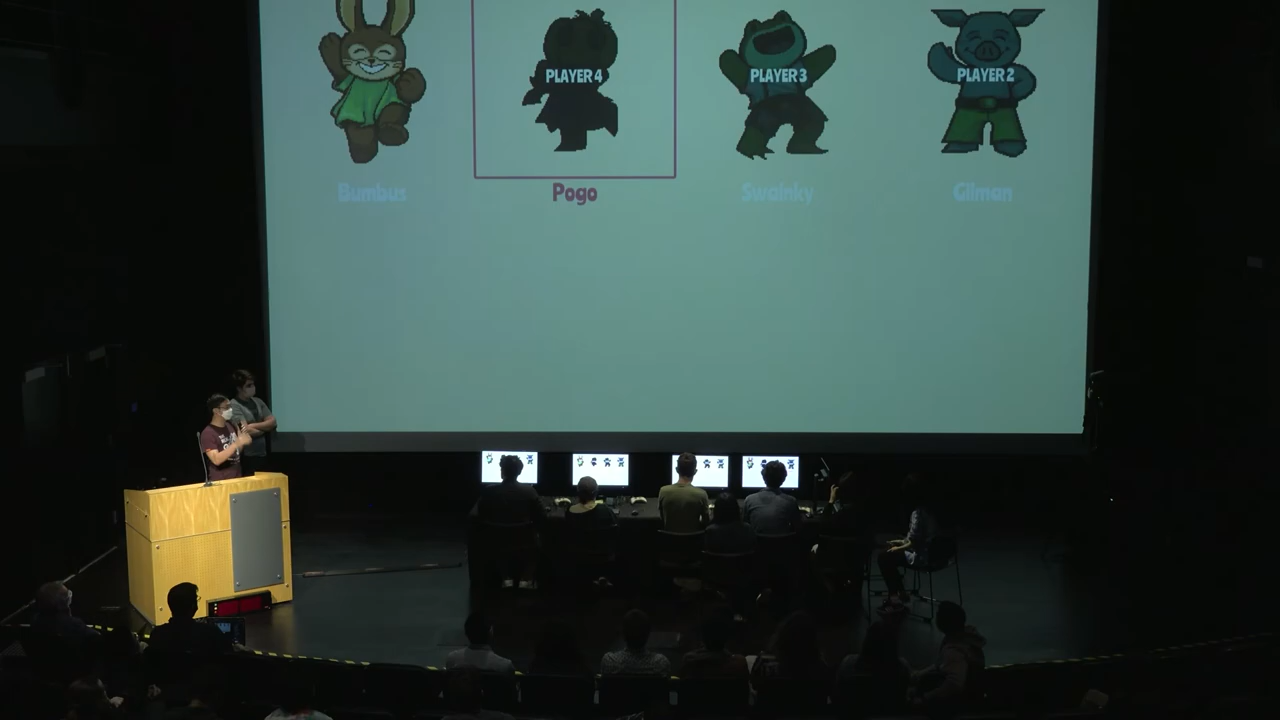 PLAYER 4
PLAYER 3
PLAYER 2
Bumbus
Pogo
Swainky
Gilman